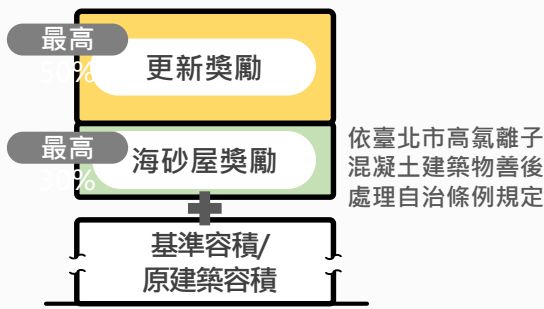 最高
50%
更新獎勵
最高
30%
海砂屋獎勵
依臺北市高氯離子
混凝土建築物善後
處理自治條例規定
基準容積/
原建築容積